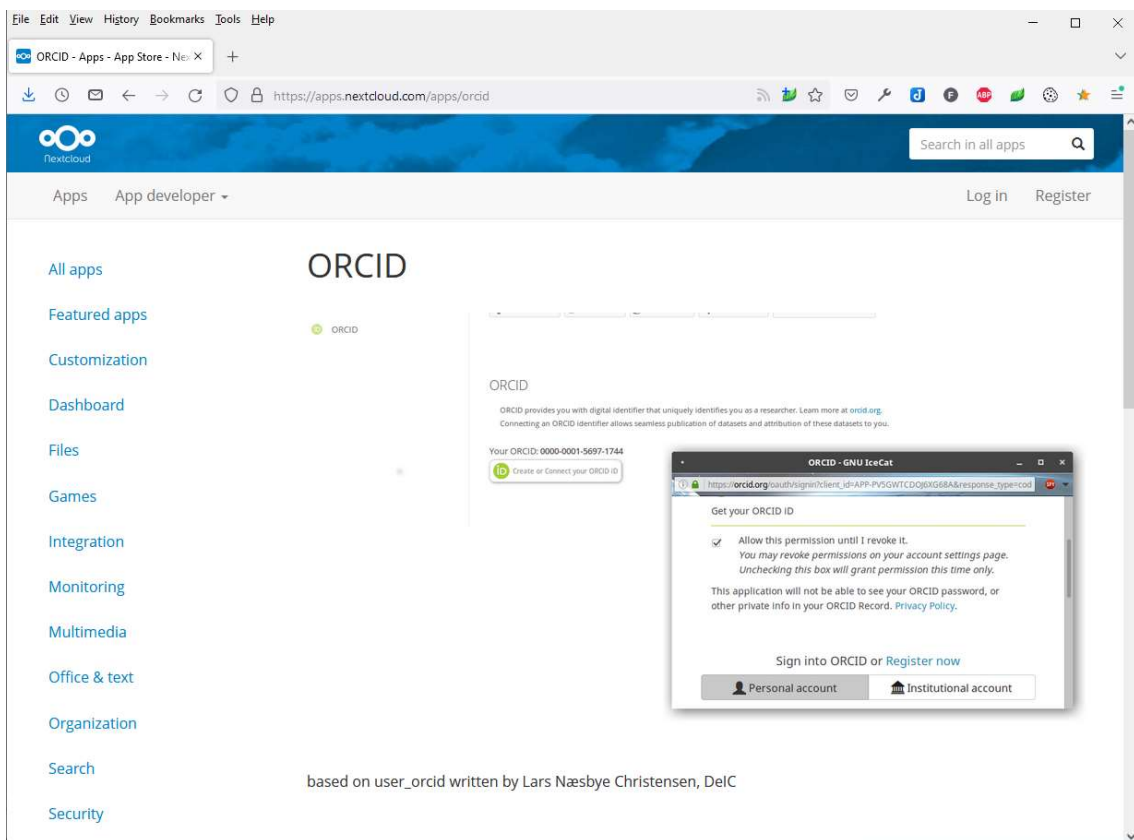 File Edit View History Bookmarks Tools Help
ORCID - Apps - App Store - Nex
https://apps.nextcloud.com/apps/orcid
Nextcloud
Search in all apps
Apps App developer Log in Register
ORCID
All apps
Featured apps
Customization
Dashboard
Files
Games
Integration
Monitoring
Multimedia
Office & text
Organization
Search
Security
iD ORCID
ORCID
ORCID provides you with digital identifier that uniquely identifies you as a researcher. Learn more at orcid.org.
Connecting an ORCID identifier allows seamless publication of datasets and attribution of these datasets to you.
Your ORCID: 0000-0001-5697-1744
iD Create or Connect your ORCID iD
ORCID - GNU IceCat
https://orcid.org/oauth/signin?client_id=APP-PV5GWTCDOJ6XG68A&response_type=cod
Get your ORCID iD
Allow this permission until I revoke it.
You may revoke permissions on your account settings page.
Unchecking this box will grant permission this time only.
This application will not be able to see your ORCID password, or
other private info in your ORCID Record. Privacy Policy.
Sign into ORCID or Register now
Personal account Institutional account
based on user_orcid written by Lars Næsbye Christensen, DeIC